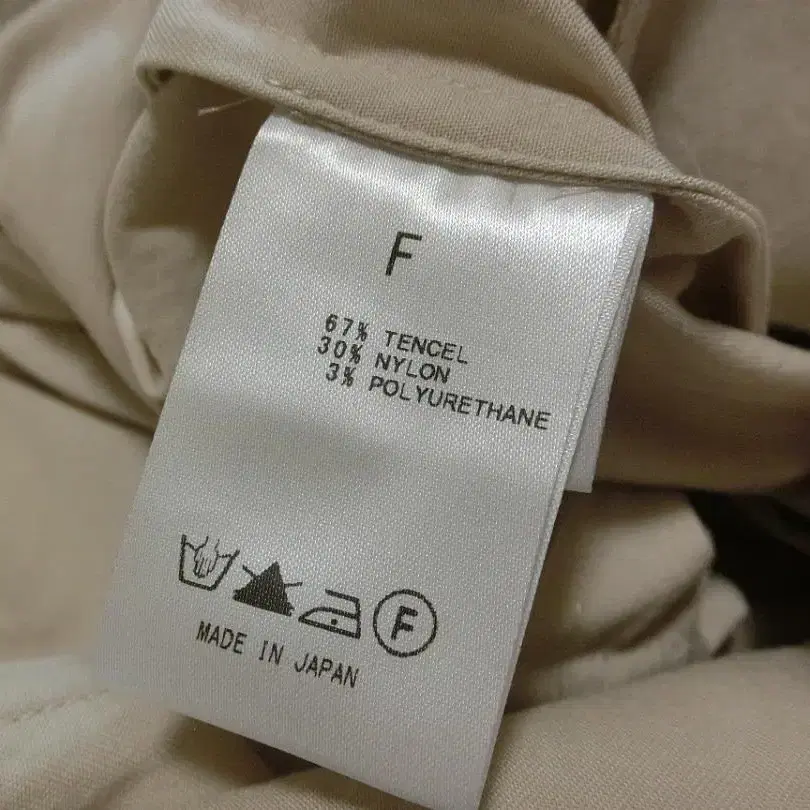 F
67% TENCEL
30% NYLON
3% POLYURETHANE
F
MADE IN JAPAN